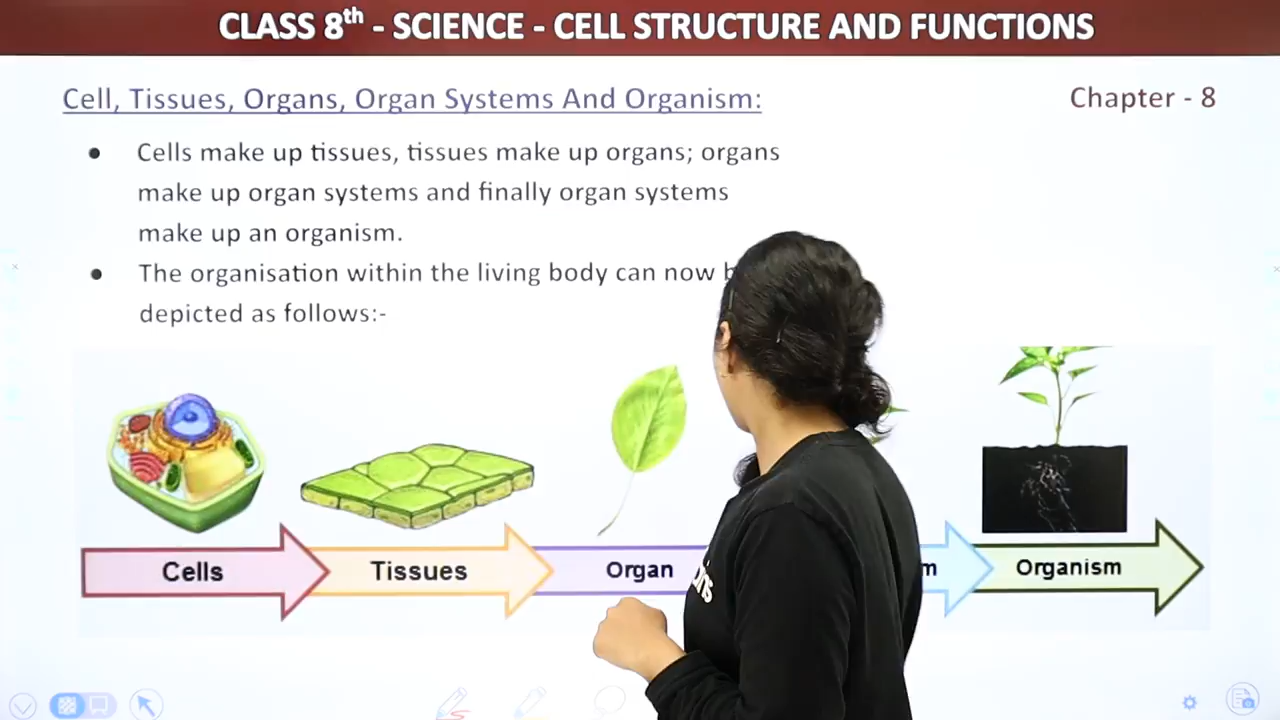 CLASS 8th - SCIENCE - CELL STRUCTURE AND FUNCTIONS
Cell, Tissues, Organs, Organ Systems And Organism:
Chapter - 8
● Cells make up tissues, tissues make up organs; organs
make up organ systems and finally organ systems
make up an organism.
● The organisation within the living body can now
depicted as follows:-
Cells
Tissues
Organ
Organism